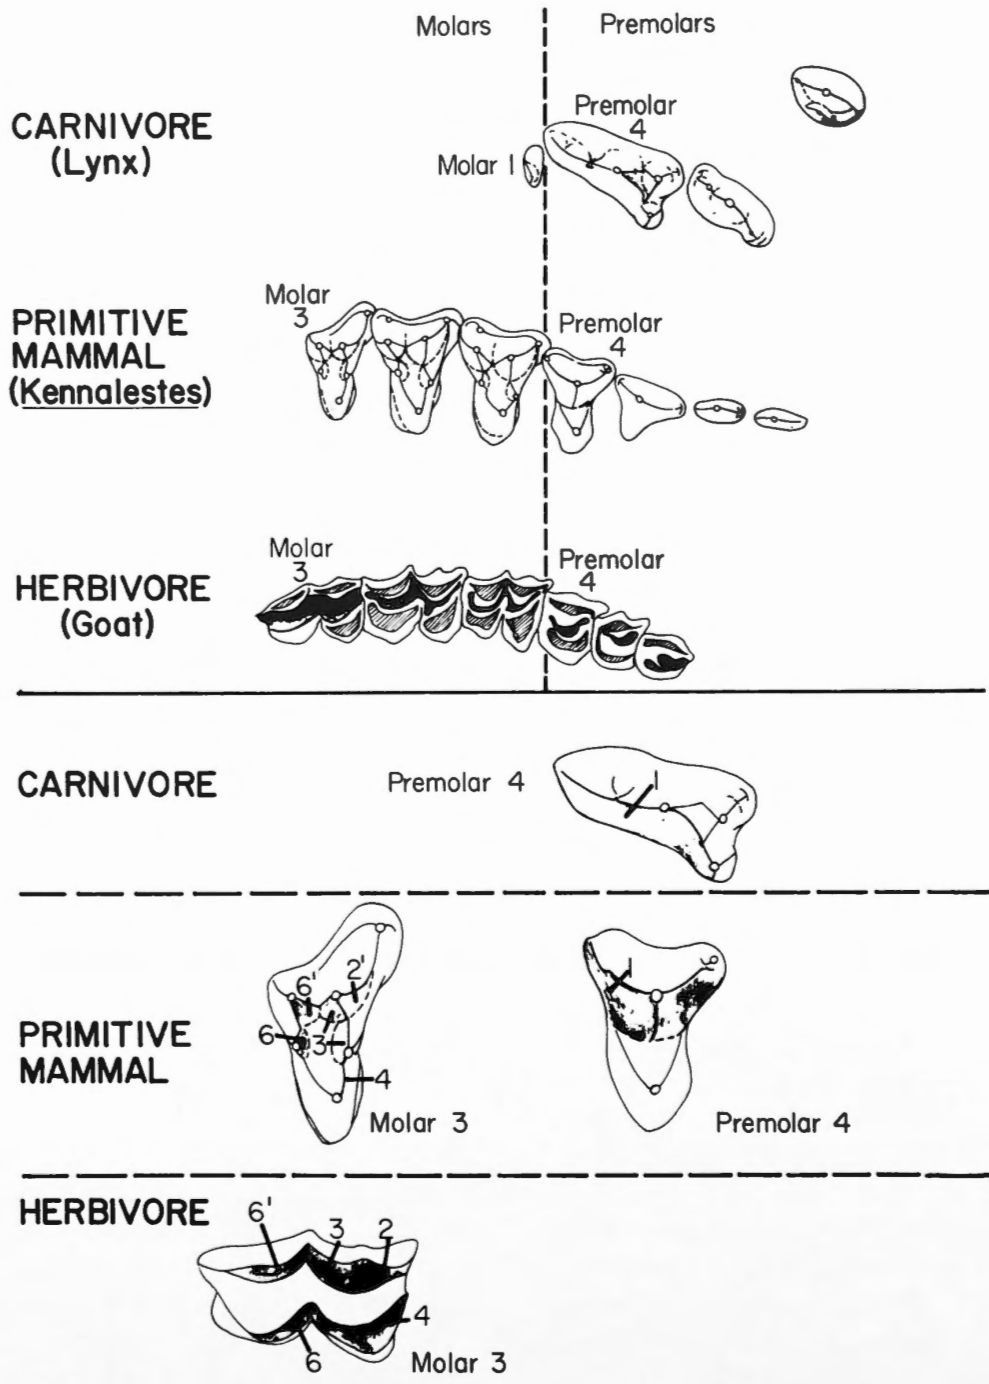 Molars
Premolars
CARNIVORE
(Lynx)
Premolar
4
Molar 1
PRIMITIVE
MAMMAL
(Kennalestes)
Molar
3
Premolar
4
HERBIVORE
(Goat)
Molar
3
Premolar
4
CARNIVORE
Premolar 4
1
PRIMITIVE
MAMMAL
6'
2'
6
3
4
Molar 3
1
Premolar 4
HERBIVORE
6'
3
2
4
6
Molar 3